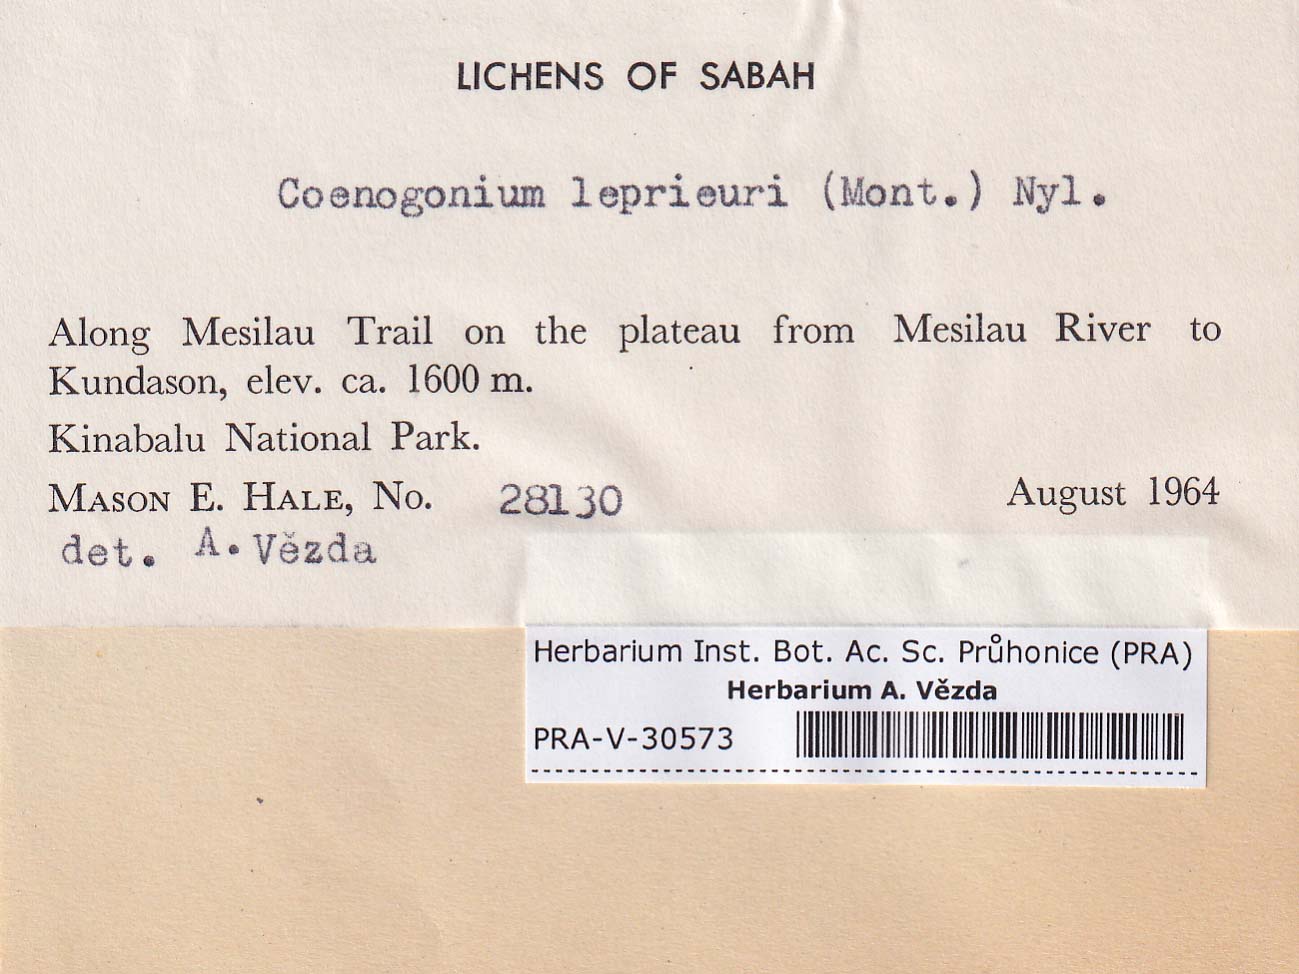 LICHENS OF SABAH
Coenogonium leprieuri (Mont.) Nyl.
Along Mesilau Trail on the plateau from Mesilau River to
Kundason, elev. ca. 1600 m.
Kinabalu National Park.
MASON E. HALE, No. 28130 August 1964
det. A. Vězda
Herbarium Inst. Bot. Ac. Sc. Průhonice (PRA)
Herbarium A. Vězda
PRA-V-30573